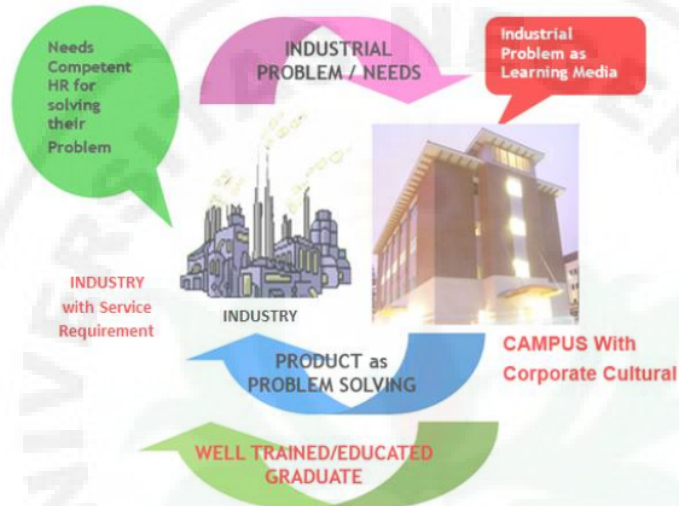 Needs
Competent
HR for
solving
their
Problem
INDUSTRIAL
PROBLEM / NEEDS
Industrial
Problem as
Learning Media
INDUSTRY
with Service
Requirement
INDUSTRY
PRODUCT as
PROBLEM SOLVING
CAMPUS With
Corporate Cultural
WELL TRAINED/EDUCATED
GRADUATE